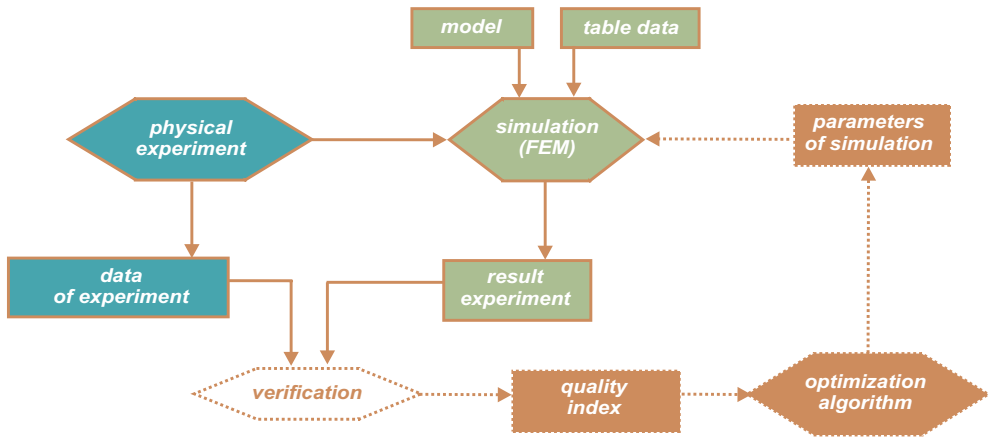 model
table data
physical
experiment
simulation
(FEM)
parameters
of simulation
data
of experiment
result
experiment
verification
quality
index
optimization
algorithm